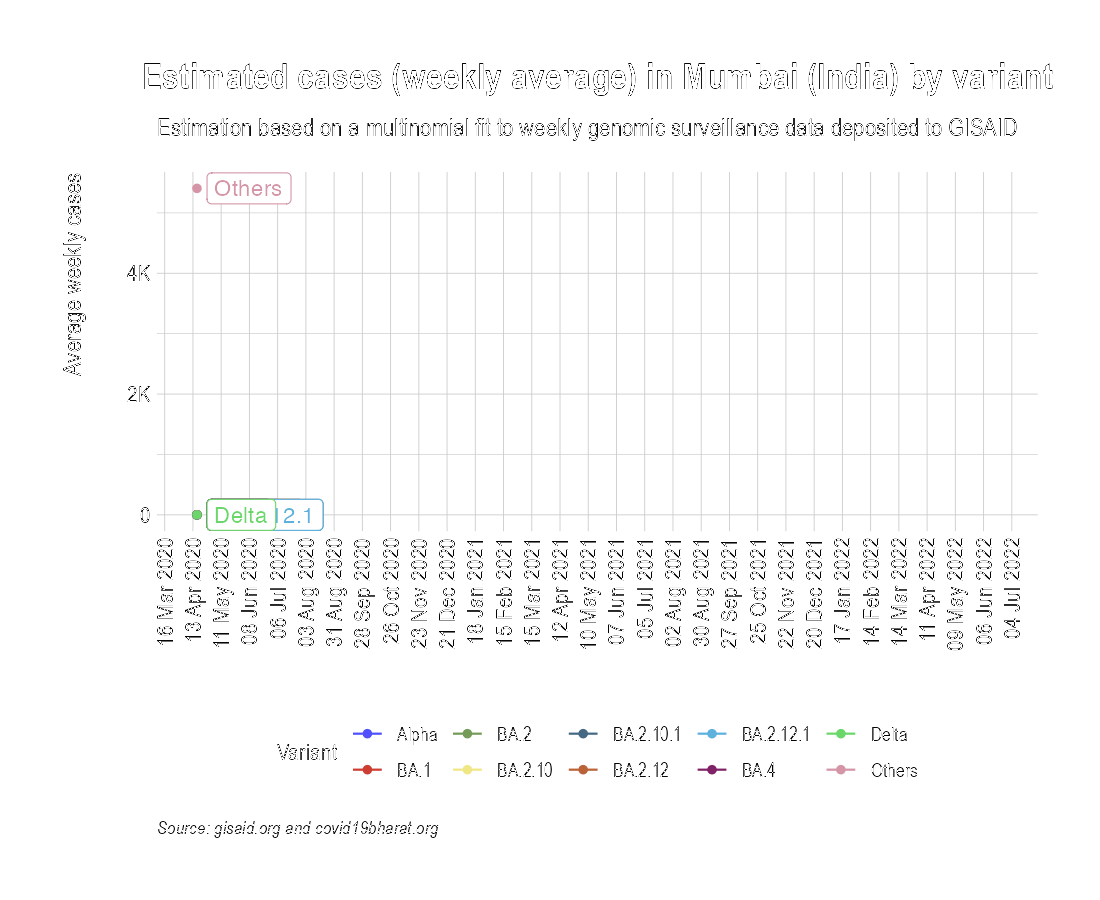 Estimated cases (weekly average) in Mumbai (India) by variant
Estimation based on a multinomial fit to weekly genomic surveillance data deposited to GISAID
Average weekly cases
Others
4K
2K
0
Delta
12.1
16 Mar 2020
13 Apr 2020
11 May 2020
08 Jun 2020
06 Jul 2020
03 Aug 2020
31 Aug 2020
28 Sep 2020
26 Oct 2020
23 Nov 2020
21 Dec 2020
18 Jan 2021
15 Feb 2021
15 Mar 2021
12 Apr 2021
10 May 2021
07 Jun 2021
05 Jul 2021
02 Aug 2021
30 Aug 2021
27 Sep 2021
25 Oct 2021
22 Nov 2021
20 Dec 2021
17 Jan 2022
14 Feb 2022
14 Mar 2022
11 Apr 2022
09 May 2022
06 Jun 2022
04 Jul 2022
Variant
Alpha BA.2 BA.2.10.1 BA.2.12.1 Delta
BA.1 BA.2.10 BA.2.12 BA.4 Others
Source: gisaid.org and covid19bharat.org